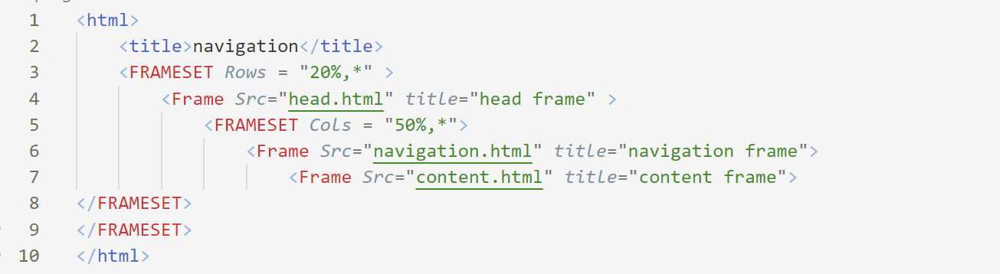 1 <html>
2 <title>navigation</title>
3 <FRAMESET Rows = "20%,*" >
4 <Frame Src="head.html" title="head frame" >
5 <FRAMESET Cols = "50%,*">
6 <Frame Src="navigation.html" title="navigation frame">
7 <Frame Src="content.html" title="content frame">
8 </FRAMESET>
9 </FRAMESET>
10 </html>